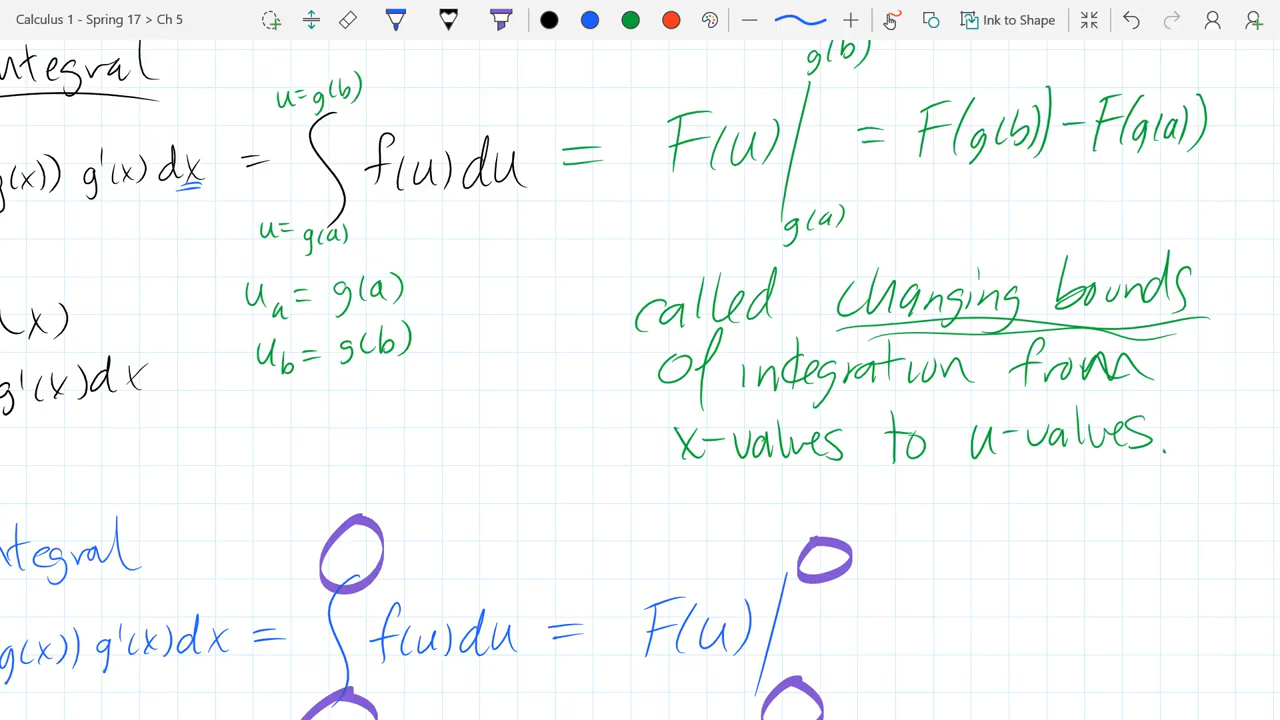 Calculus 1 - Spring 17 > Ch 5
Ink to Shape
ntegral
g(x)) g'(x) dx = ∫ u=g(a) u=g(b) f(u) du = F(u) | g(a) g(b) = F(g(b)) - F(g(a))
(x)
g'(x) dx
u_a = g(a)
u_b = g(b)
called changing bounds
of integration from
x-values to u-values.
ntegral
g(x)) g'(x) dx = ∫ f(u) du = F(u) |